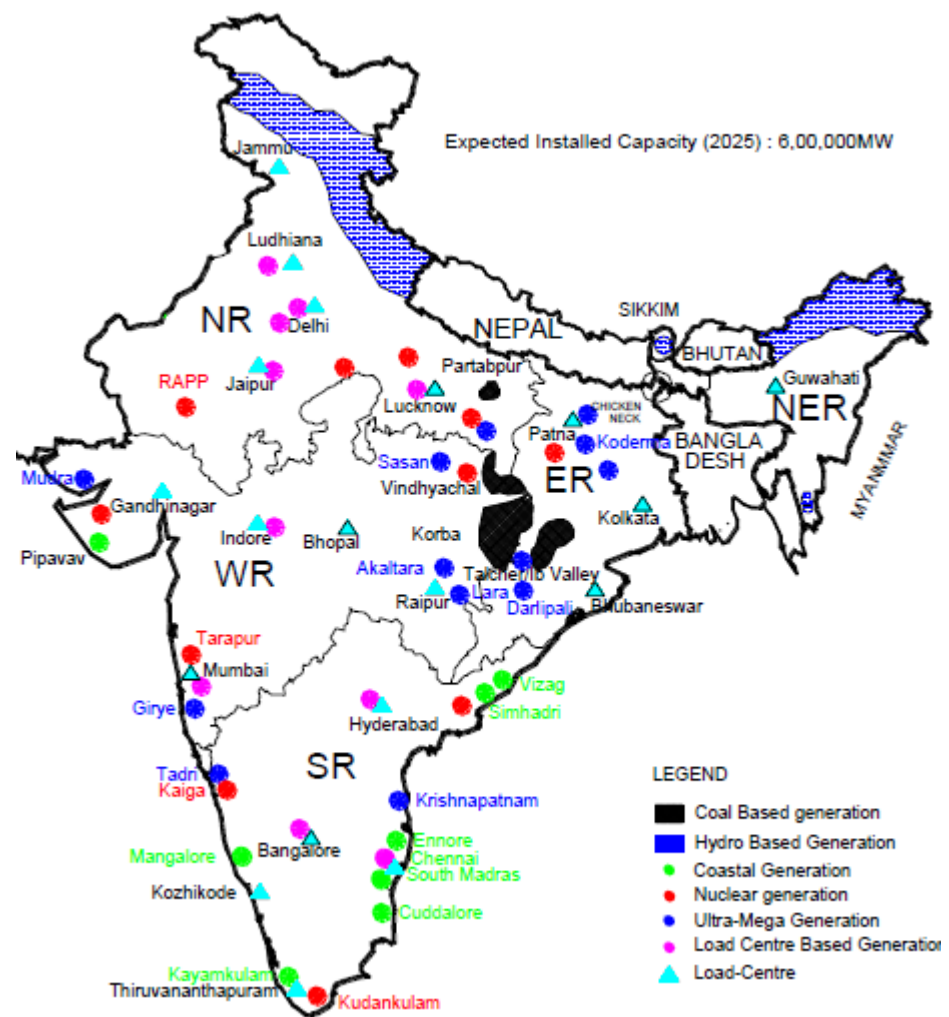 Expected Installed Capacity (2025) : 6,00,000MW
Jammu
Ludhiana
NR
Delhi
NEPAL
SIKKIM
BHUTAN
RAPP
Jaipur
Partabpur
Lucknow
CHICKEN
NECK
Guwahati
NER
Patna
Kodemia
BANGLA
DESH
MYANMMAR
Mudra
Sasan
Vindhyachal
ER
Gandhinagar
Kolkata
Pipavav
Indore
Bhopal
Korba
WR
Akaltara
Talcher/Ib Valley
Raipur
Lara
Darlipali
Bhubaneswar
Tarapur
Mumbai
Vizag
Girye
Hyderabad
Simhadri
SR
Tadri
Kaiga
Krishnapatnam
Ennore
Mangalore
Bangalore
Chennai
South Madras
Kozhikode
Cuddalore
Kayamkulam
Thiruvananthapuram
Kudankulam
LEGEND
Coal Based generation
Hydro Based Generation
Coastal Generation
Nuclear generation
Ultra-Mega Generation
Load Centre Based Generation
Load-Centre